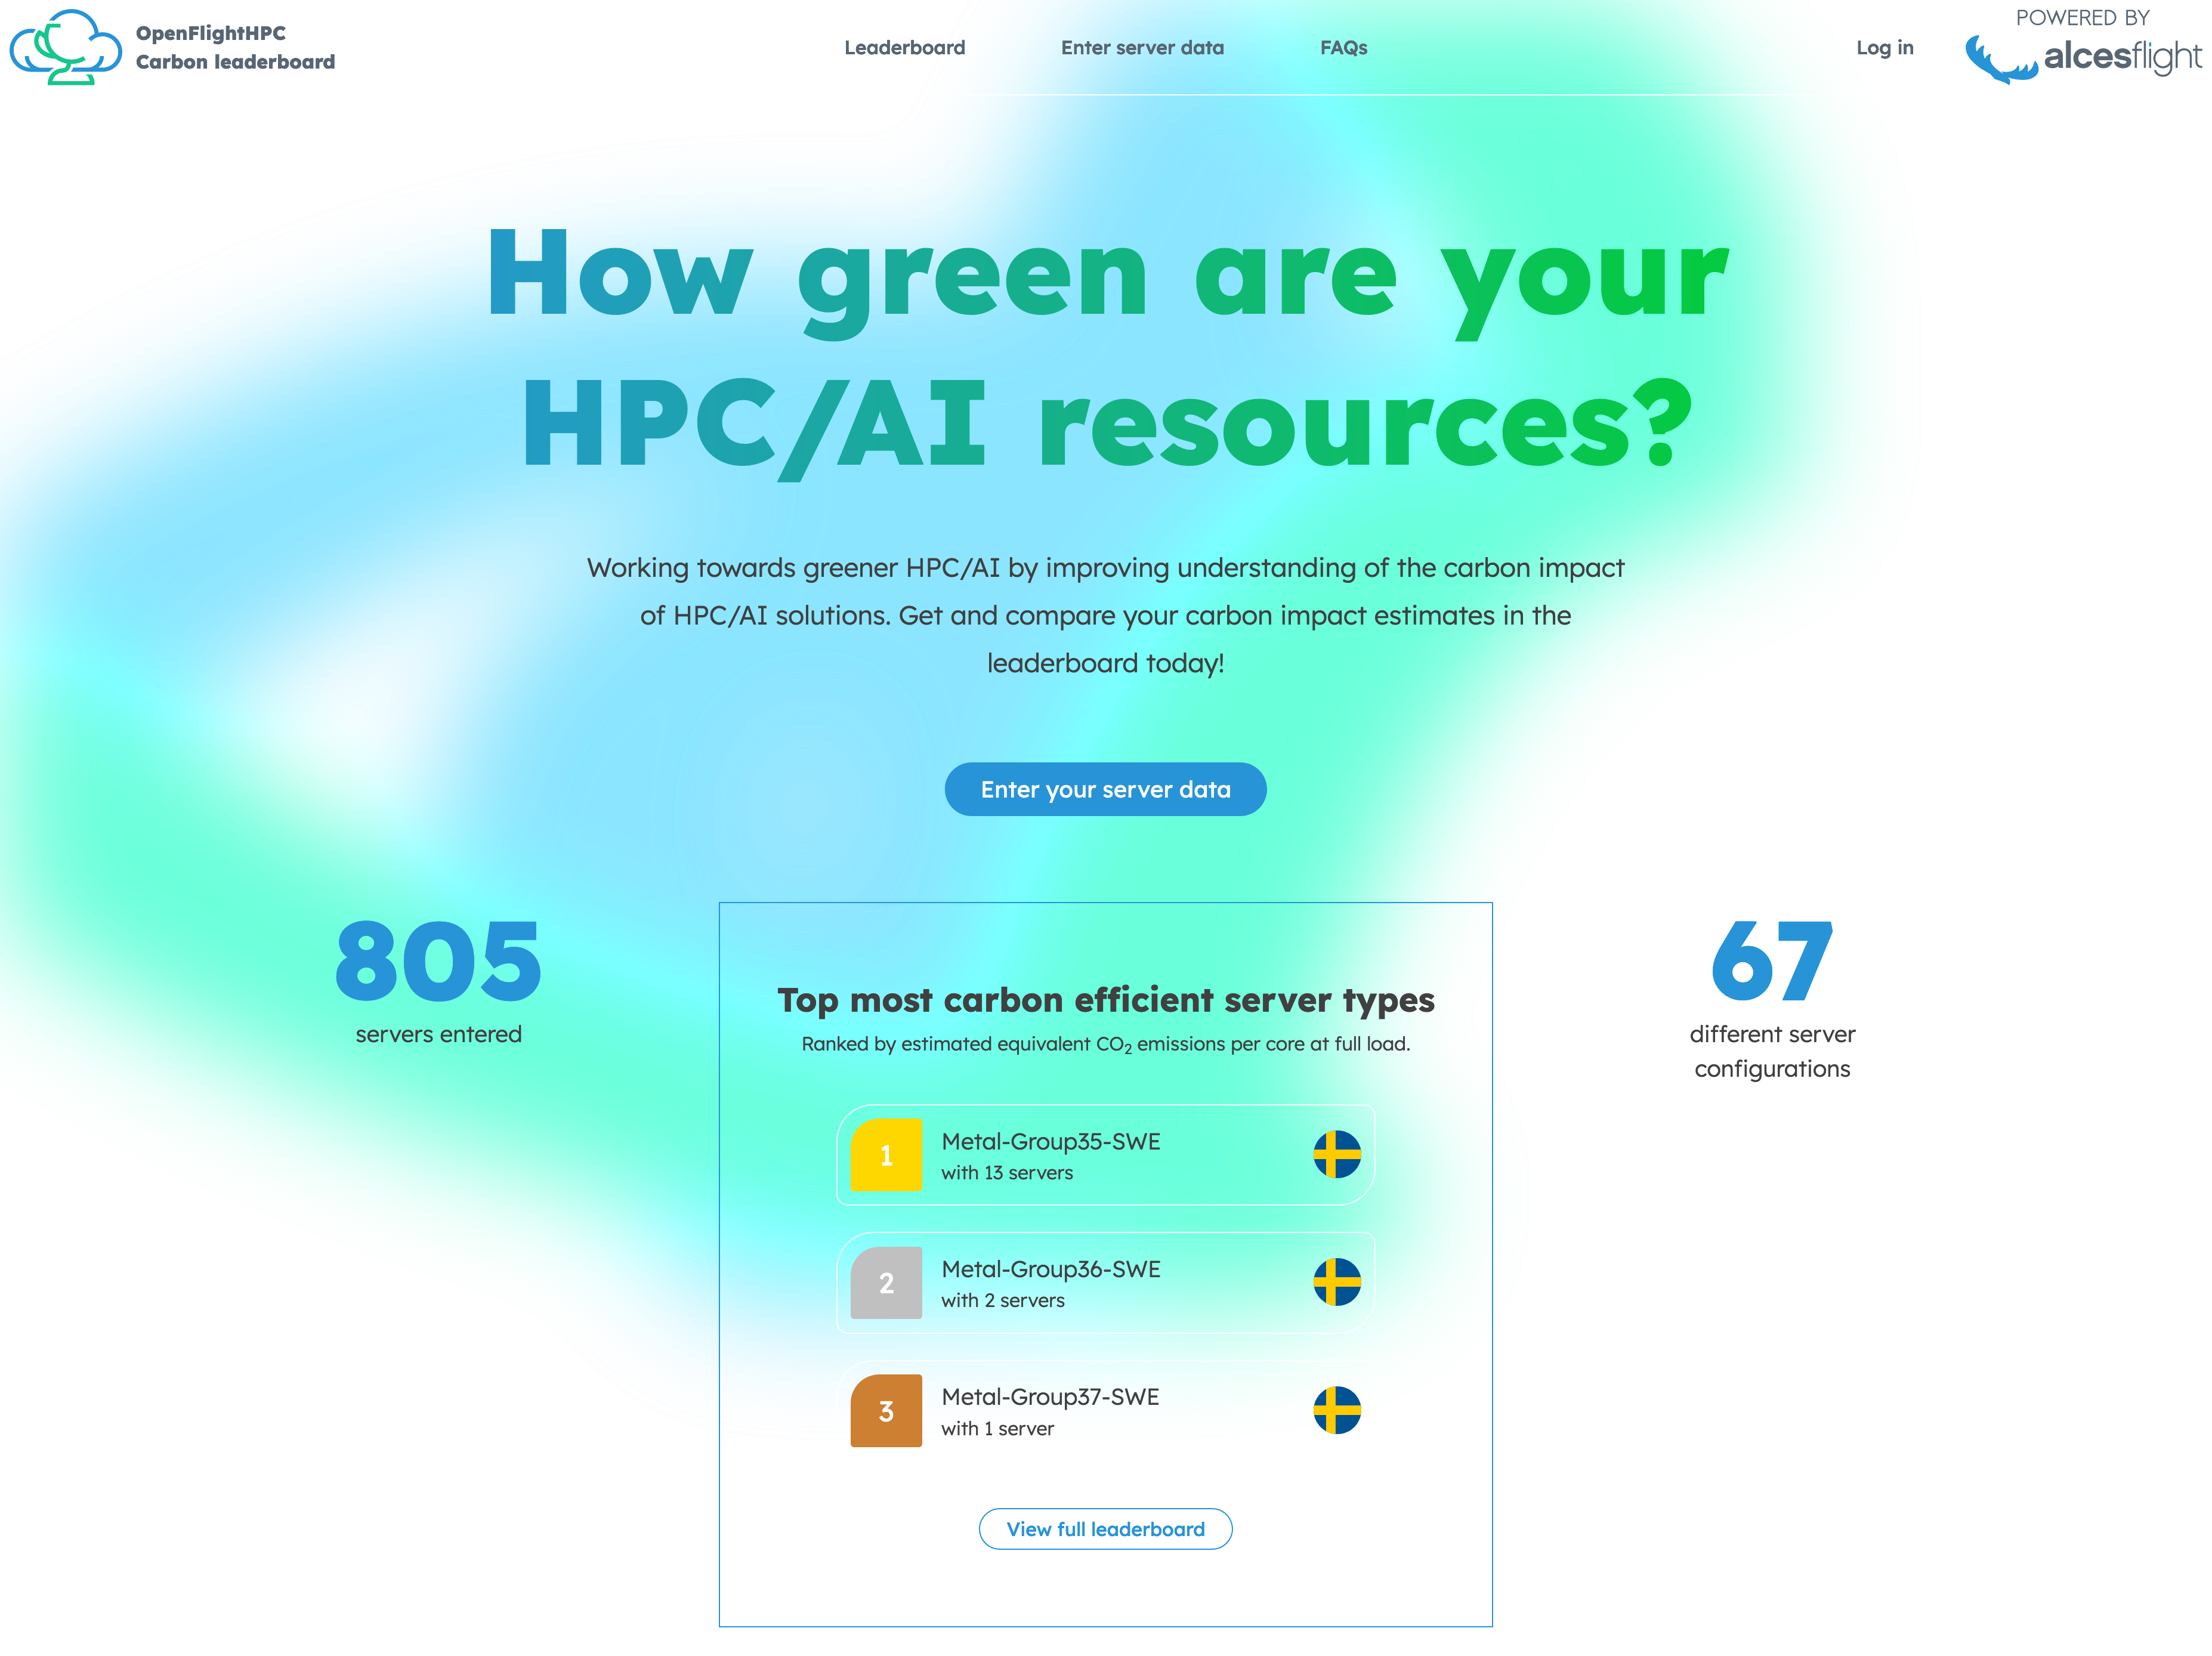 OpenFlightHPC
Carbon leaderboard
Leaderboard
Enter server data
FAQs
Log in
POWERED BY
alcesflight
How green are your
HPC/AI resources?
Working towards greener HPC/AI by improving understanding of the carbon impact
of HPC/AI solutions. Get and compare your carbon impact estimates in the
leaderboard today!
Enter your server data
805
servers entered
Top most carbon efficient server types
Ranked by estimated equivalent CO₂ emissions per core at full load.
1
Metal-Group35-SWE
with 13 servers
2
Metal-Group36-SWE
with 2 servers
3
Metal-Group37-SWE
with 1 server
View full leaderboard
67
different server
configurations